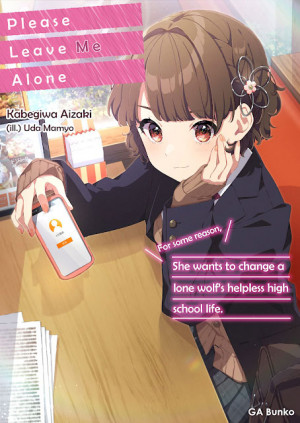 Please
Leave Me
Alone
Kabegiwa Aizaki
(ill.) Uda Mamyo
For some reason,
She wants to change a
lone wolf's helpless high
school life.
GA Bunko